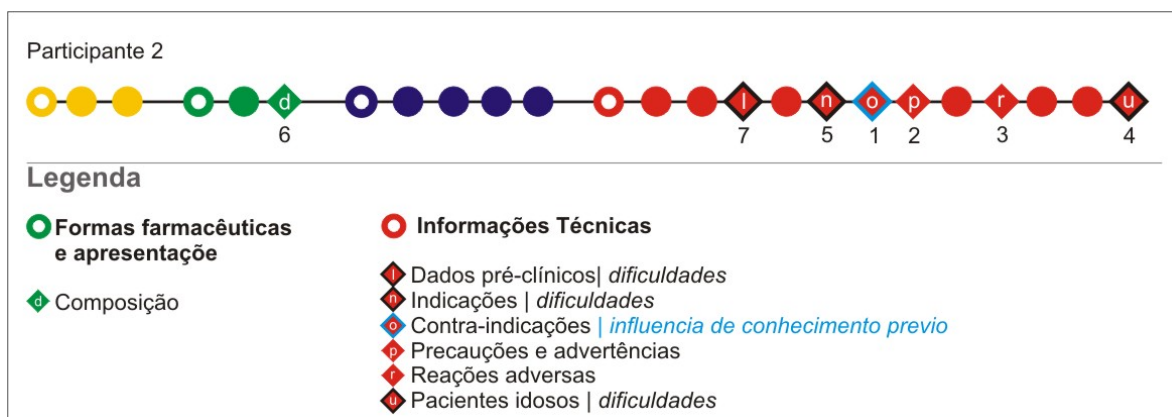 Participante 2
d l n o p r u
6 7 5 1 2 3 4
Legenda
Formas farmacêuticas
e apresentaçõe
d Composição
Informações Técnicas
l Dados pré-clínicos| dificuldades
n Indicações | dificuldades
o Contra-indicações | influencia de conhecimento previo
p Precauções e advertências
r Reações adversas
u Pacientes idosos | dificuldades